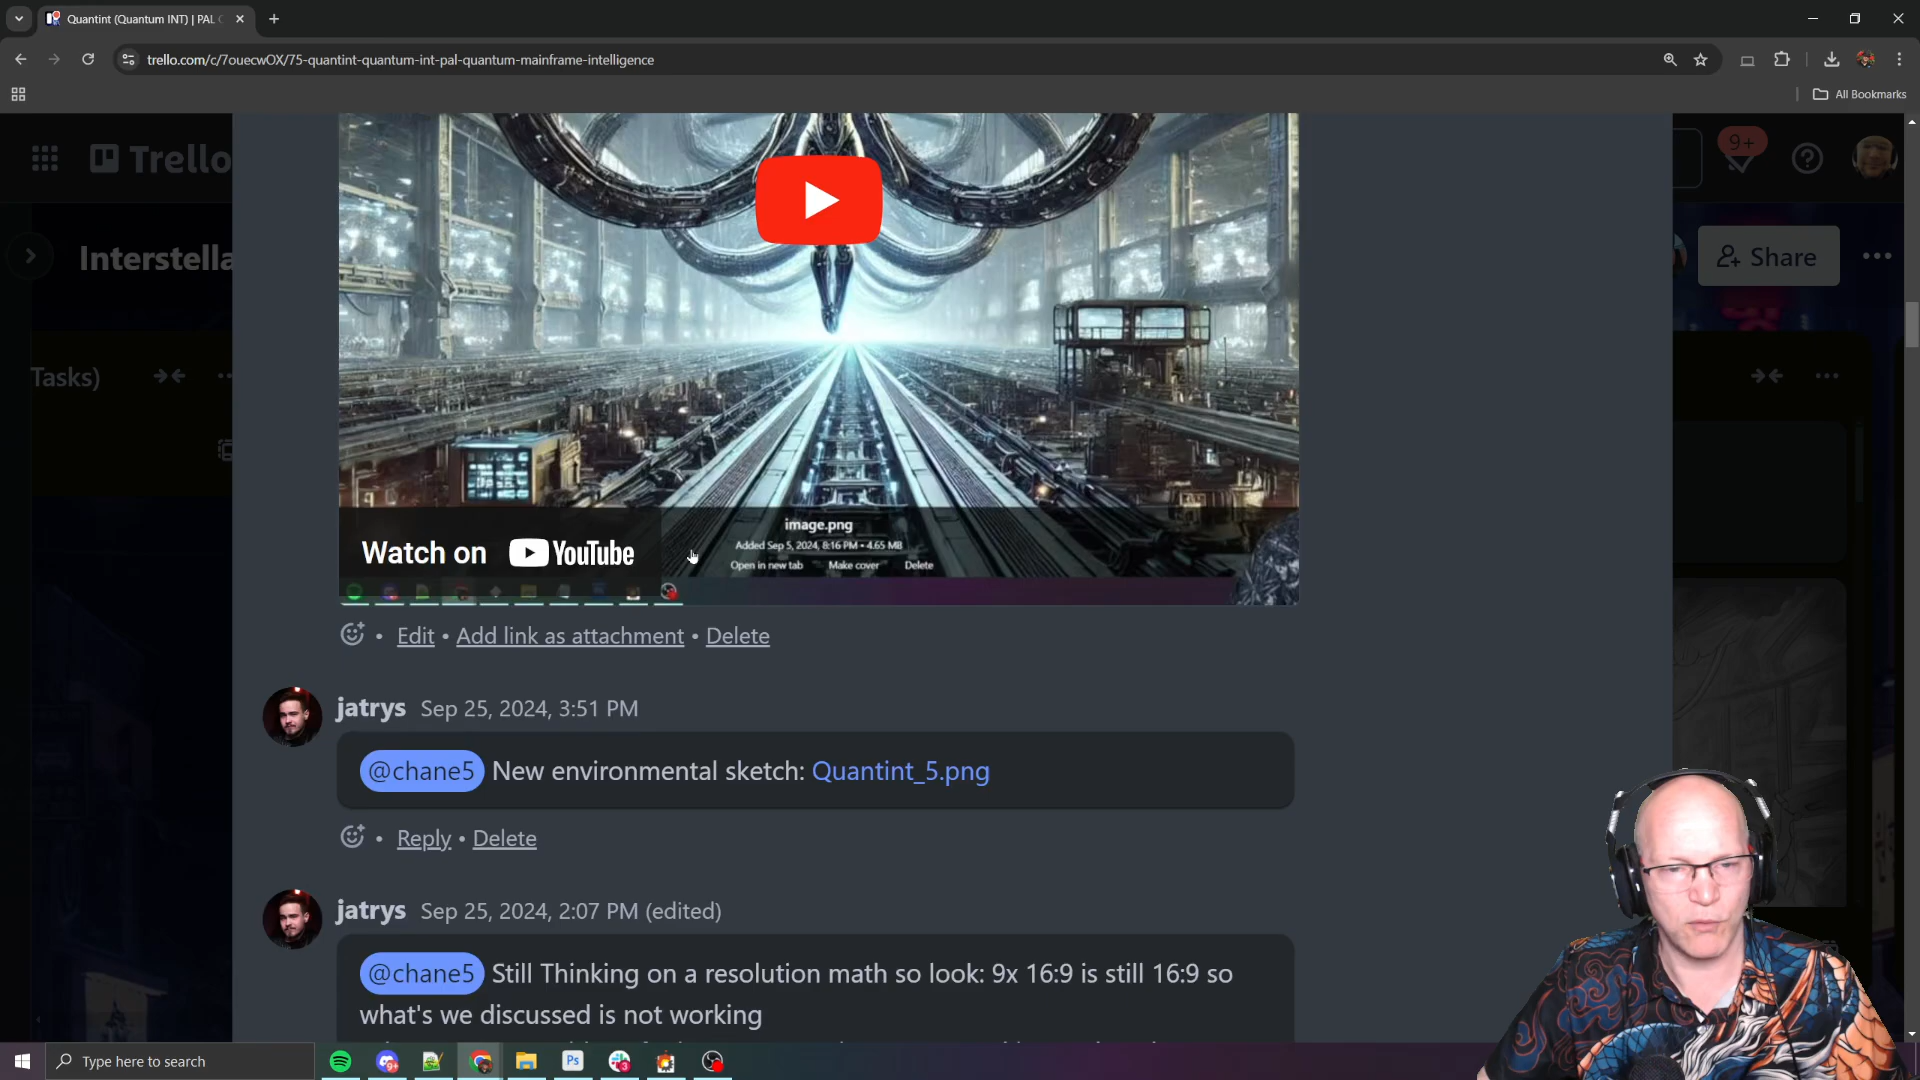 Quantint (Quantum INT) | PAL
trello.com/c/7ouecwOX/75-quantint-quantum-int-pal-quantum-mainframe-intelligence
All Bookmarks
Trello
9+
Interstella
Share
Tasks)
image.png
Added Sep 5, 2024, 8:16 PM • 4.65 MB
Open in new tab Make cover Delete
Watch on YouTube
• Edit • Add link as attachment • Delete
jatrys Sep 25, 2024, 3:51 PM
@chane5 New environmental sketch: Quantint_5.png
• Reply • Delete
jatrys Sep 25, 2024, 2:07 PM (edited)
@chane5 Still Thinking on a resolution math so look: 9x 16:9 is still 16:9 so
what's we discussed is not working
Type here to search
9+
Ps
3